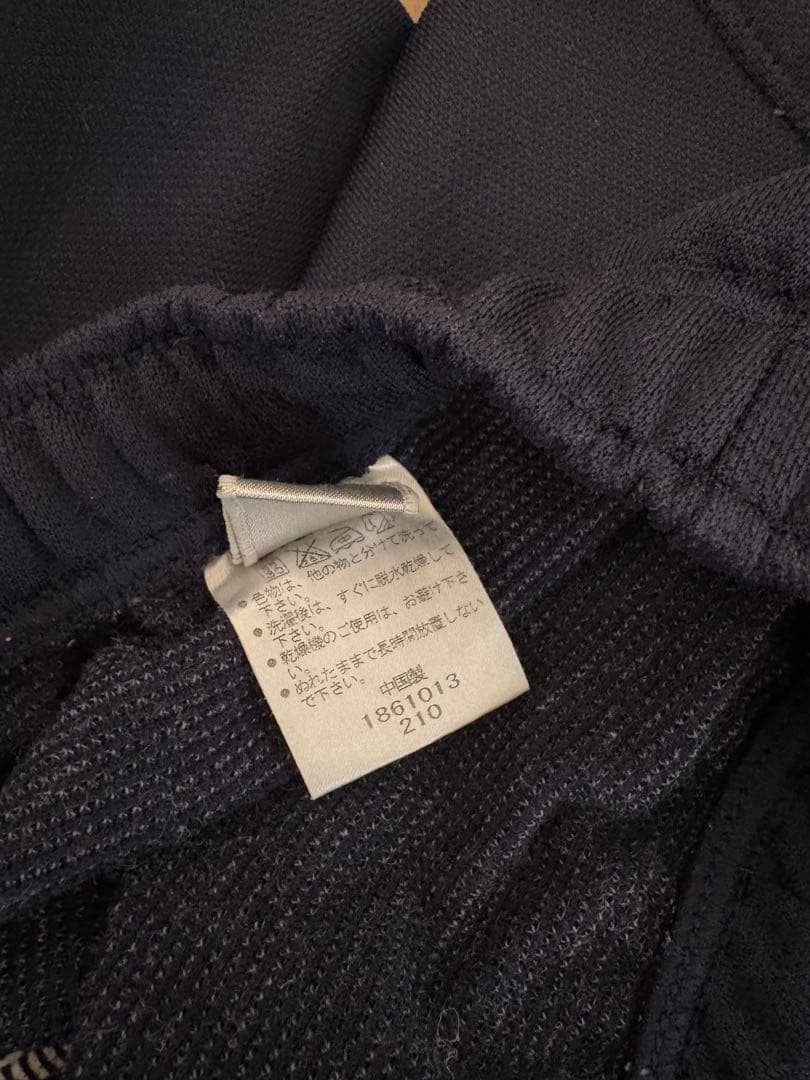 色物は、他の物と分けて洗って
下さい。
洗濯後は、すぐに脱水乾燥して
下さい。
乾燥機のご使用は、お避け下さ
い。
ぬれたままで長時間放置しない
で下さい。
中国製
1861013
210